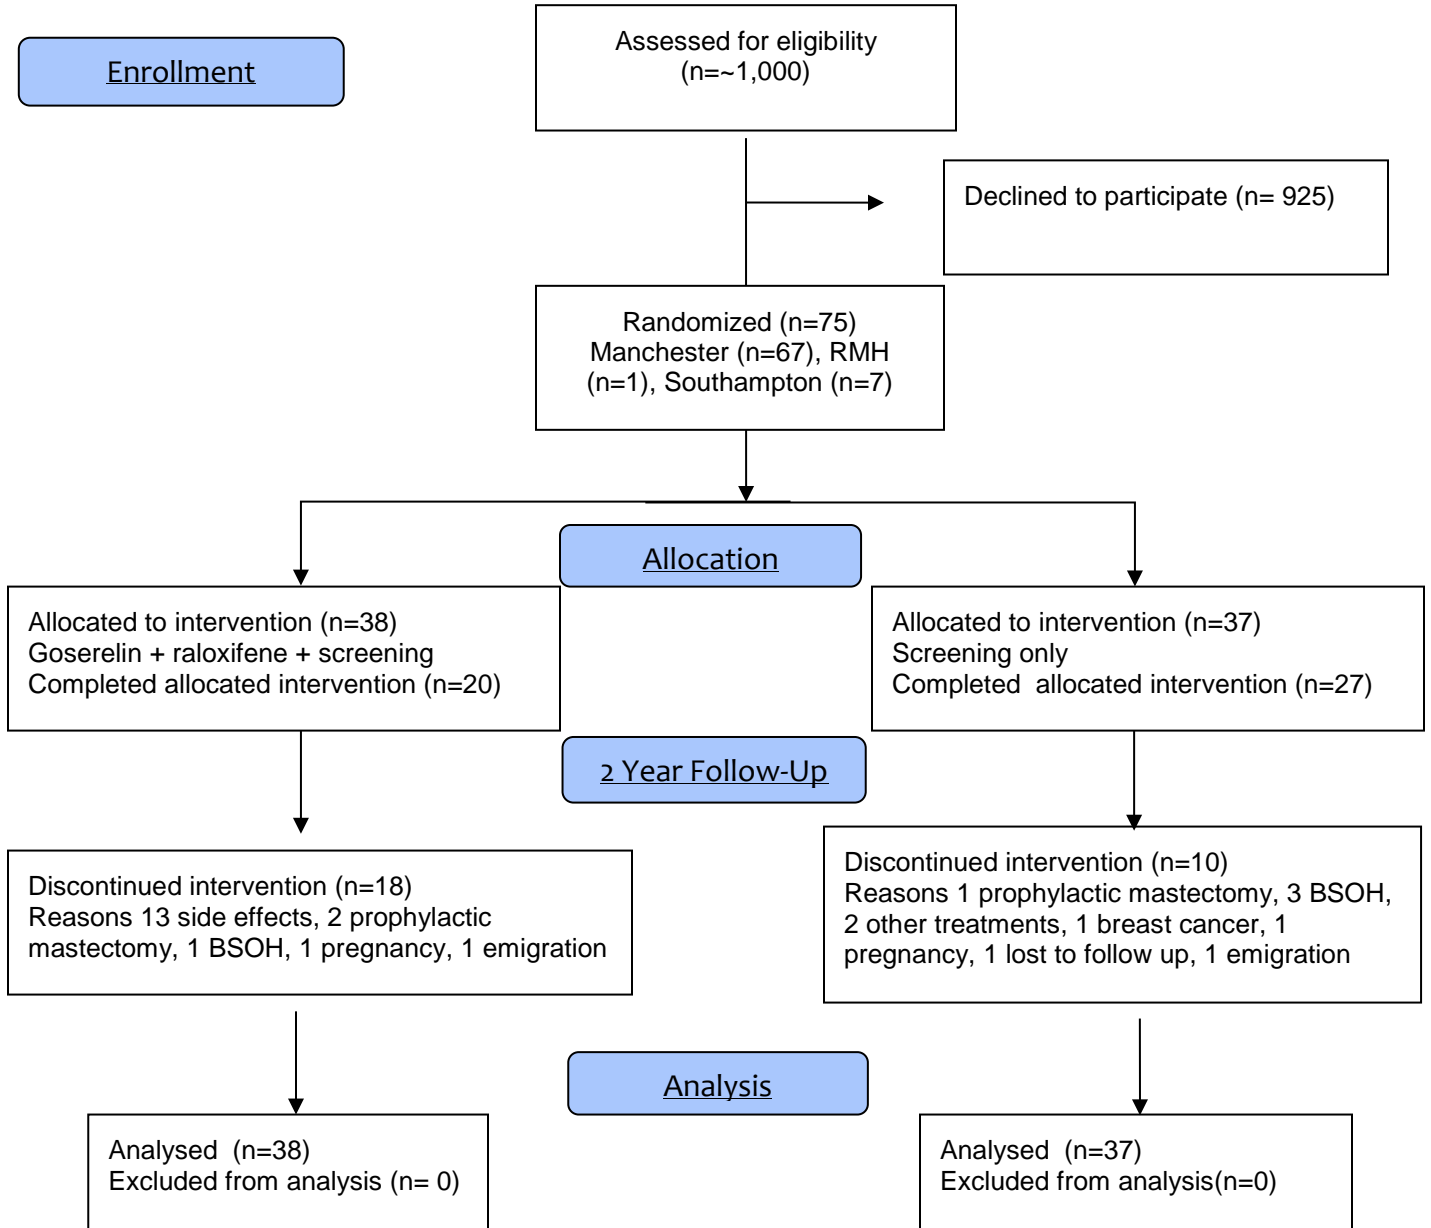 Enrollment
Assessed for eligibility
(n=~1,000)
Declined to participate (n= 925)
Randomized (n=75)
Manchester (n=67), RMH
(n=1), Southampton (n=7)
Allocation
Allocated to intervention (n=38)
Goserelin + raloxifene + screening
Completed allocated intervention (n=20)
Allocated to intervention (n=37)
Screening only
Completed  allocated intervention (n=27)
2 Year Follow-Up
Discontinued intervention (n=18)
Reasons 13 side effects, 2 prophylactic
mastectomy, 1 BSOH, 1 pregnancy, 1 emigration
Discontinued intervention (n=10)
Reasons 1 prophylactic mastectomy, 3 BSOH,
2 other treatments, 1 breast cancer, 1
pregnancy, 1 lost to follow up, 1 emigration
Analysis
Analysed  (n=38)
Excluded from analysis (n= 0)
Analysed  (n=37)
Excluded from analysis(n=0)